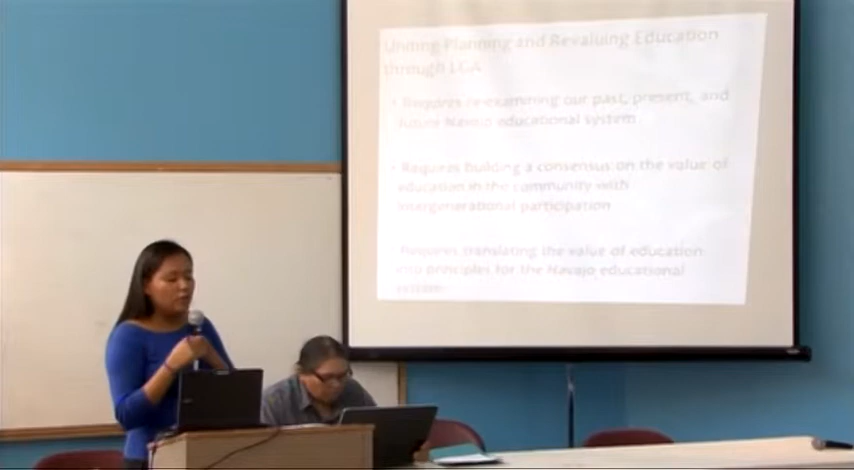 Uniting Planning and Revaluing Education
through LGA
• Requires re-examining our past, present, and
future Navajo educational system
• Requires building a consensus on the value of
education in the community with
intergenerational participation
Requires translating the value of education
into principles for the Navajo educational
system